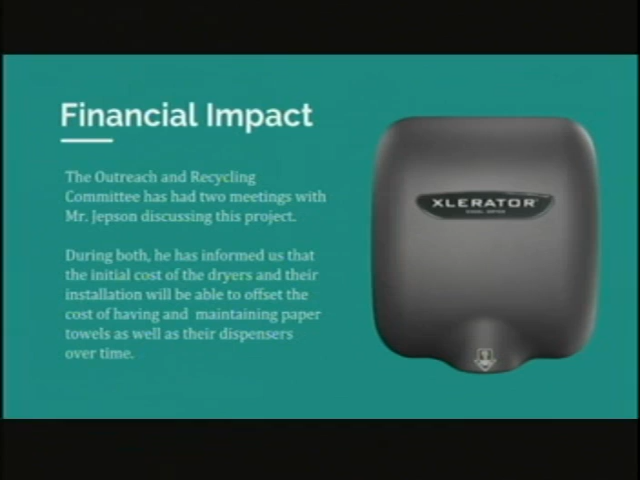 Financial Impact
The Outreach and Recycling
Committee has had two meetings with
Mr. Jepson discussing this project.
During both, he has informed us that
the initial cost of the dryers and their
installation will be able to offset the
cost of having and maintaining paper
towels as well as their dispensers
over time.
XLERATOR